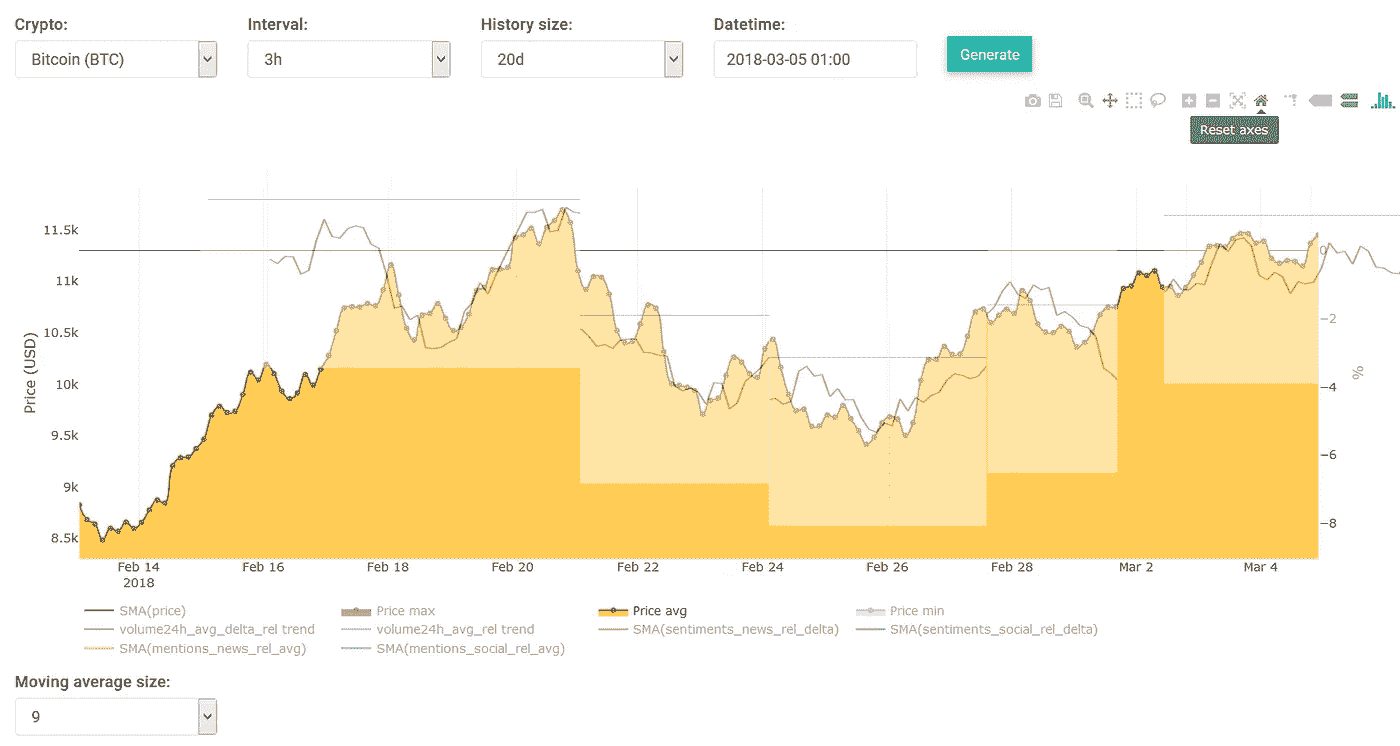 Crypto: Interval: History size: Datetime:
Bitcoin (BTC) 3h 20d 2018-03-05 01:00 Generate
Reset axes
11.5k
0
11k
10.5k
−2
10k
−4
9.5k
−6
9k
−8
8.5k
Price (USD)
%
Feb 14 Feb 16 Feb 18 Feb 20 Feb 22 Feb 24 Feb 26 Feb 28 Mar 2 Mar 4
2018
SMA(price) Price max Price avg Price min
volume24h_avg_delta_rel trend volume24h_avg_rel trend SMA(sentiments_news_rel_delta) SMA(sentiments_social_rel_delta)
SMA(mentions_news_rel_avg) SMA(mentions_social_rel_avg)
Moving average size:
9